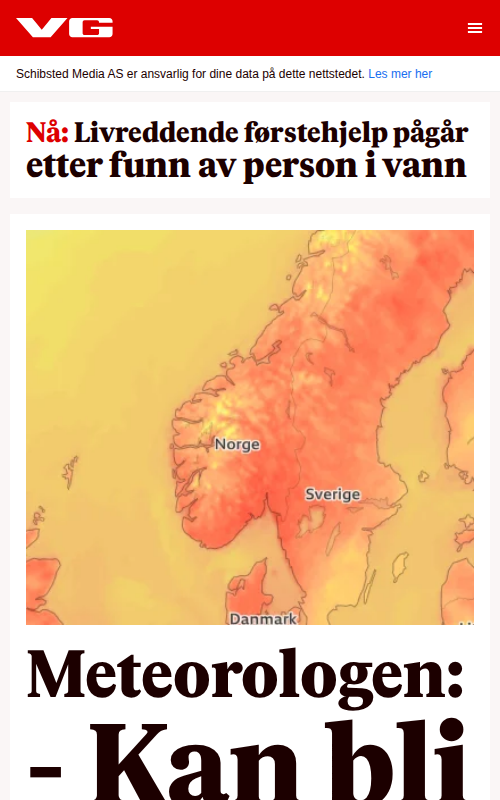 VG
Schibsted Media AS er ansvarlig for dine data på dette nettstedet. Les mer her
Nå: Livreddende førstehjelp pågår
etter funn av person i vann
Norge
Sverige
Danmark
Meteorologen:
- Kan bli